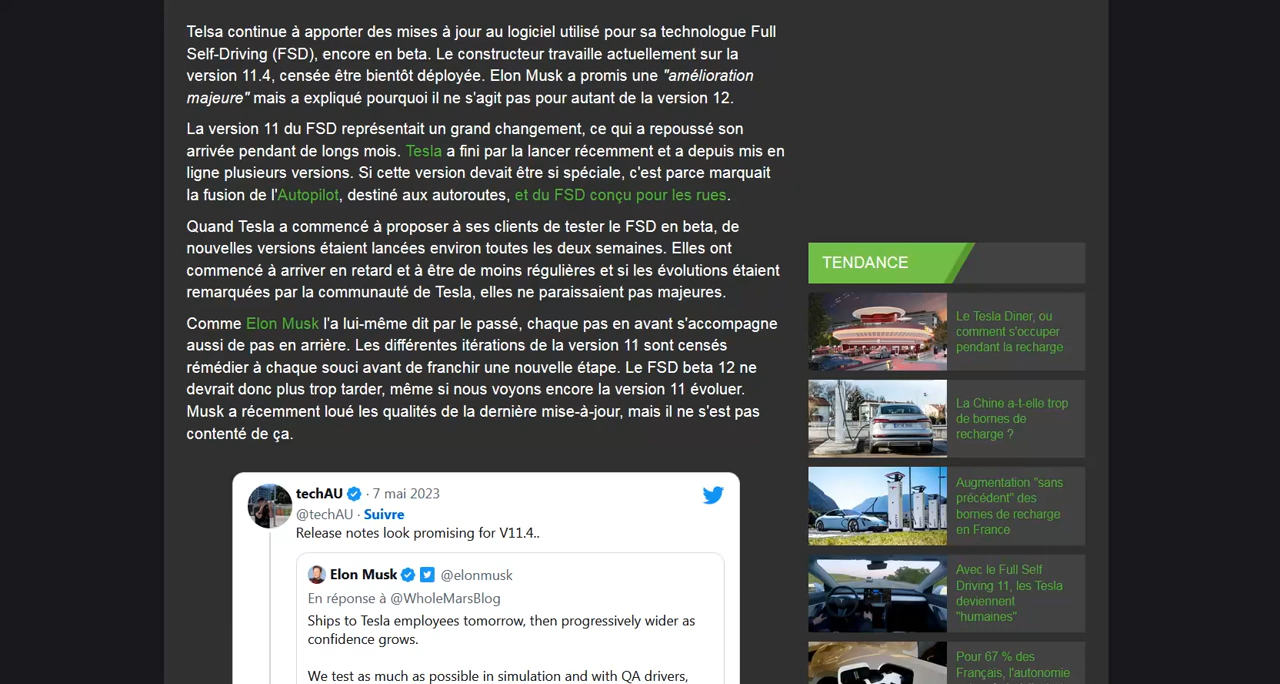 Telsa continue à apporter des mises à jour au logiciel utilisé pour sa technologue Full
Self-Driving (FSD), encore en beta. Le constructeur travaille actuellement sur la
version 11.4, censée être bientôt déployée. Elon Musk a promis une "amélioration
majeure" mais a expliqué pourquoi il ne s'agit pas pour autant de la version 12.
La version 11 du FSD représentait un grand changement, ce qui a repoussé son
arrivée pendant de longs mois. Tesla a fini par la lancer récemment et a depuis mis en
ligne plusieurs versions. Si cette version devait être si spéciale, c'est parce marquait
la fusion de l'Autopilot, destiné aux autoroutes, et du FSD conçu pour les rues.
Quand Tesla a commencé à proposer à ses clients de tester le FSD en beta, de
nouvelles versions étaient lancées environ toutes les deux semaines. Elles ont
commencé à arriver en retard et à être de moins régulières et si les évolutions étaient
remarquées par la communauté de Tesla, elles ne paraissaient pas majeures.
Comme Elon Musk l'a lui-même dit par le passé, chaque pas en avant s'accompagne
aussi de pas en arrière. Les différentes itérations de la version 11 sont censés
rémédier à chaque souci avant de franchir une nouvelle étape. Le FSD beta 12 ne
devrait donc plus trop tarder, même si nous voyons encore la version 11 évoluer.
Musk a récemment loué les qualités de la dernière mise-à-jour, mais il ne s'est pas
contenté de ça.
techAU · 7 mai 2023
@techAU · Suivre
Release notes look promising for V11.4..
Elon Musk @elonmusk
En réponse à @WholeMarsBlog
Ships to Tesla employees tomorrow, then progressively wider as
confidence grows.
We test as much as possible in simulation and with QA drivers,
TENDANCE
Le Tesla Diner, ou
comment s'occuper
pendant la recharge
La Chine a-t-elle trop
de bornes de
recharge ?
Augmentation "sans
précédent" des
bornes de recharge
en France
Avec le Full Self
Driving 11, les Tesla
deviennent
"humaines"
Pour 67 % des
Français, l'autonomie